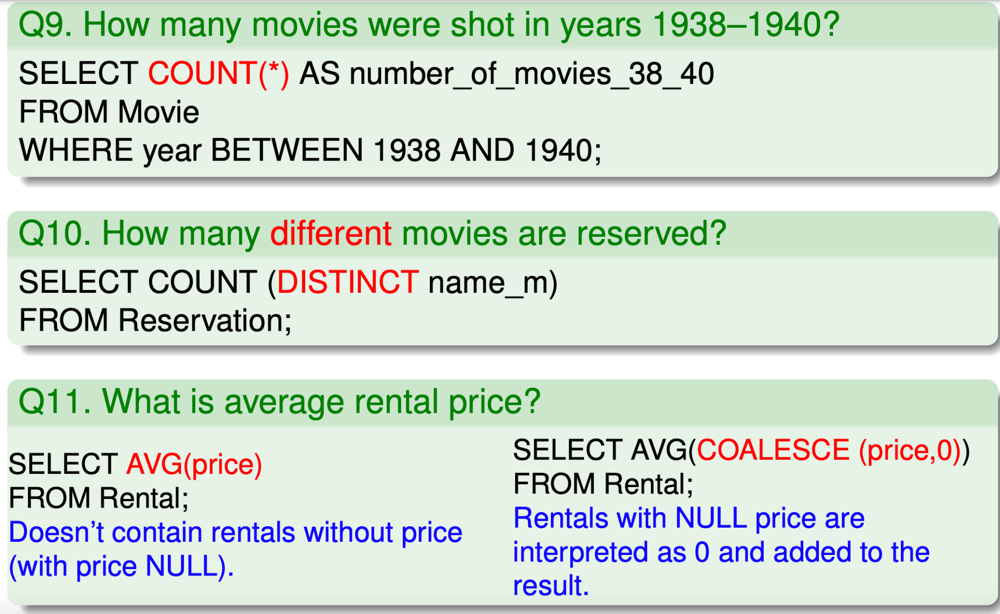 Q9. How many movies were shot in years 1938–1940?
SELECT COUNT(*) AS number_of_movies_38_40
FROM Movie
WHERE year BETWEEN 1938 AND 1940;
Q10. How many different movies are reserved?
SELECT COUNT (DISTINCT name_m)
FROM Reservation;
Q11. What is average rental price?
SELECT AVG(price)
FROM Rental;
Doesn’t contain rentals without price
(with price NULL).
SELECT AVG(COALESCE (price,0))
FROM Rental;
Rentals with NULL price are
interpreted as 0 and added to the
result.